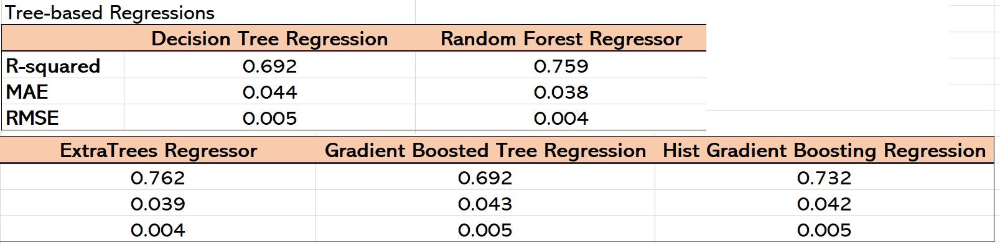 Tree-based Regressions
Decision Tree Regression Random Forest Regressor
R-squared 0.692 0.759
MAE 0.044 0.038
RMSE 0.005 0.004
ExtraTrees Regressor Gradient Boosted Tree Regression Hist Gradient Boosting Regression
0.762 0.692 0.732
0.039 0.043 0.042
0.004 0.005 0.005